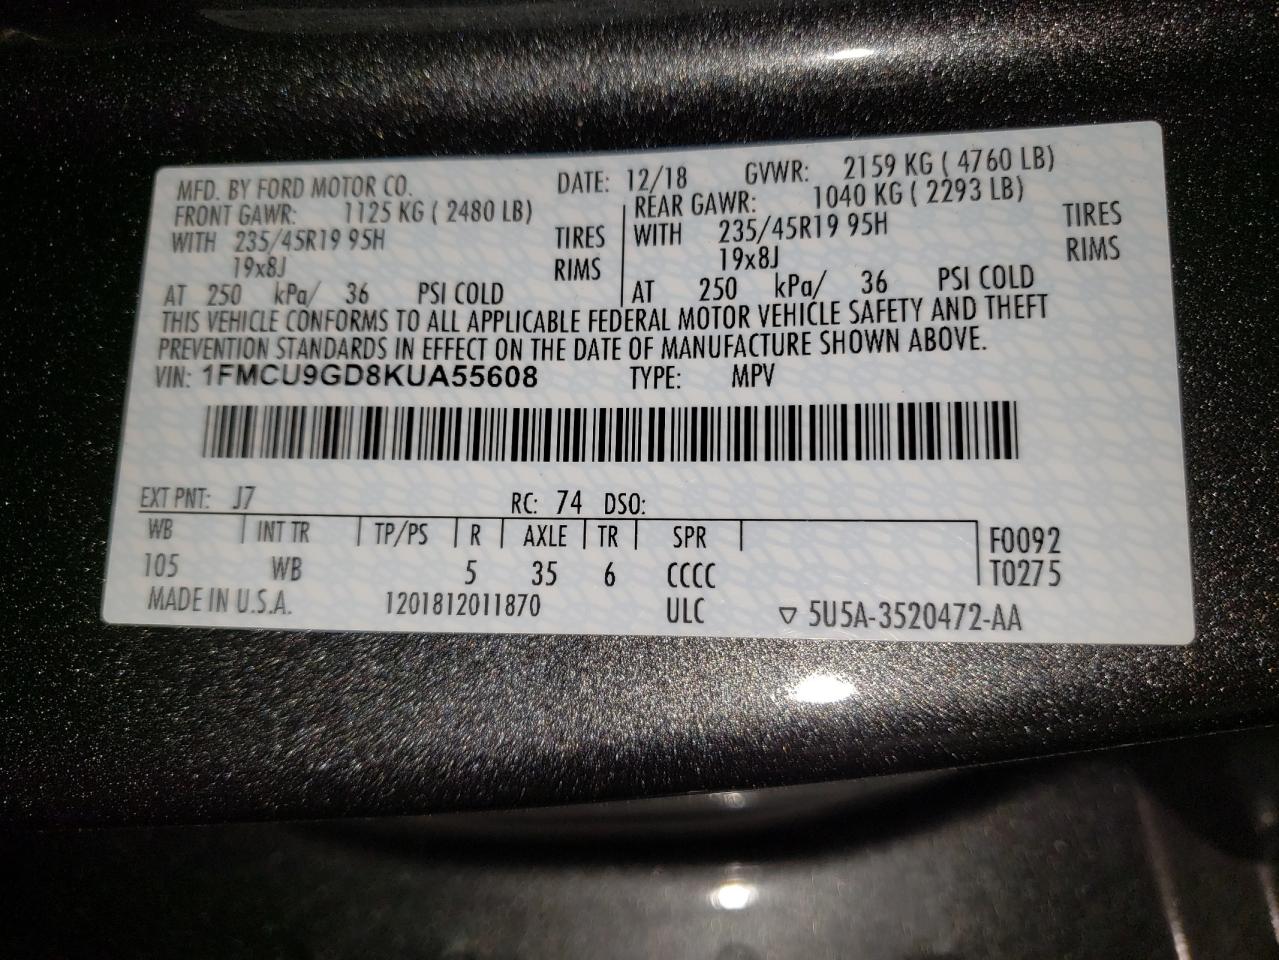 MFD. BY FORD MOTOR CO. DATE: 12/18 GVWR: 2159 KG ( 4760 LB)
FRONT GAWR: 1125 KG ( 2480 LB) REAR GAWR: 1040 KG ( 2293 LB)
WITH 235/45R19 95H TIRES WITH 235/45R19 95H TIRES
19x8J RIMS 19x8J RIMS
AT 250 kPa/ 36 PSI COLD AT 250 kPa/ 36 PSI COLD
THIS VEHICLE CONFORMS TO ALL APPLICABLE FEDERAL MOTOR VEHICLE SAFETY AND THEFT
PREVENTION STANDARDS IN EFFECT ON THE DATE OF MANUFACTURE SHOWN ABOVE.
VIN: 1FMCU9GD8KUA55608 TYPE: MPV
EXT PNT: J7 RC: 74 DSO:
WB INT TR TP/PS R AXLE TR SPR F0092
105 WB 5 35 6 CCCC T0275
MADE IN U.S.A. 1201812011870 ULC ▽ 5U5A-3520472-AA